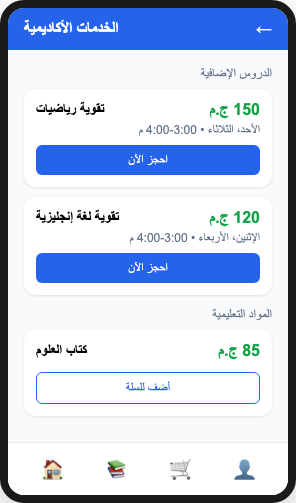 الخدمات الأكاديمية ←
الدروس الإضافية
تقوية رياضيات
150 ج.م
الأحد، الثلاثاء • 3:00-4:00 م
احجز الآن
تقوية لغة إنجليزية
120 ج.م
الإثنين، الأربعاء • 3:00-4:00 م
احجز الآن
المواد التعليمية
كتاب العلوم
85 ج.م
أضف للسلة